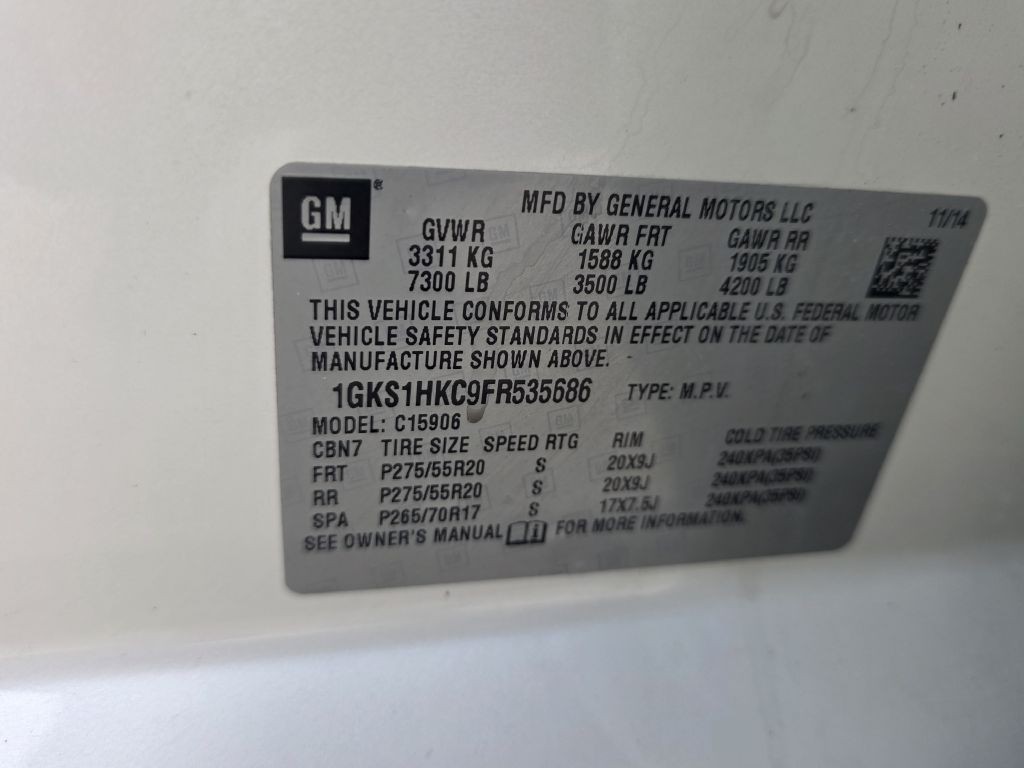 GM®
MFD BY GENERAL MOTORS LLC
11/14
GVWR GAWR FRT GAWR RR
3311 KG 1588 KG 1905 KG
7300 LB 3500 LB 4200 LB
THIS VEHICLE CONFORMS TO ALL APPLICABLE U.S. FEDERAL MOTOR
VEHICLE SAFETY STANDARDS IN EFFECT ON THE DATE OF
MANUFACTURE SHOWN ABOVE.
1GKS1HKC9FR535686 TYPE: M.P.V.
MODEL: C15906
CBN7 TIRE SIZE SPEED RTG RIM COLD TIRE PRESSURE
FRT P275/55R20 S 20X9J 240KPA(35PSI)
RR P275/55R20 S 20X9J 240KPA(35PSI)
SPA P265/70R17 S 17X7.5J 240KPA(35PSI)
SEE OWNER'S MANUAL i FOR MORE INFORMATION.